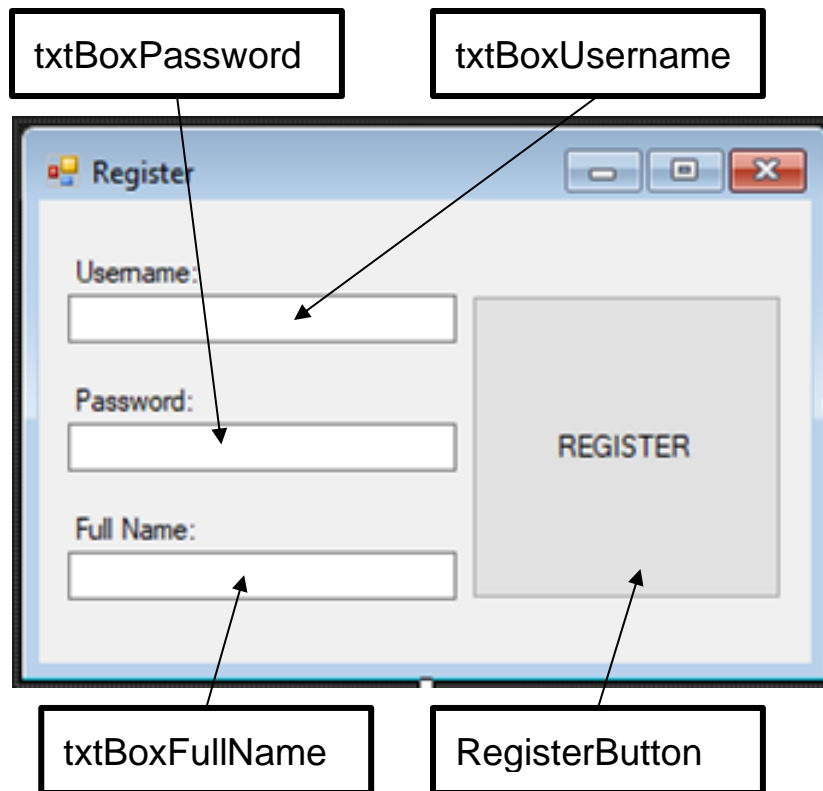 txtBoxPassword
txtBoxUsername
Register
Username:
Password:
REGISTER
Full Name:
txtBoxFullName
RegisterButton